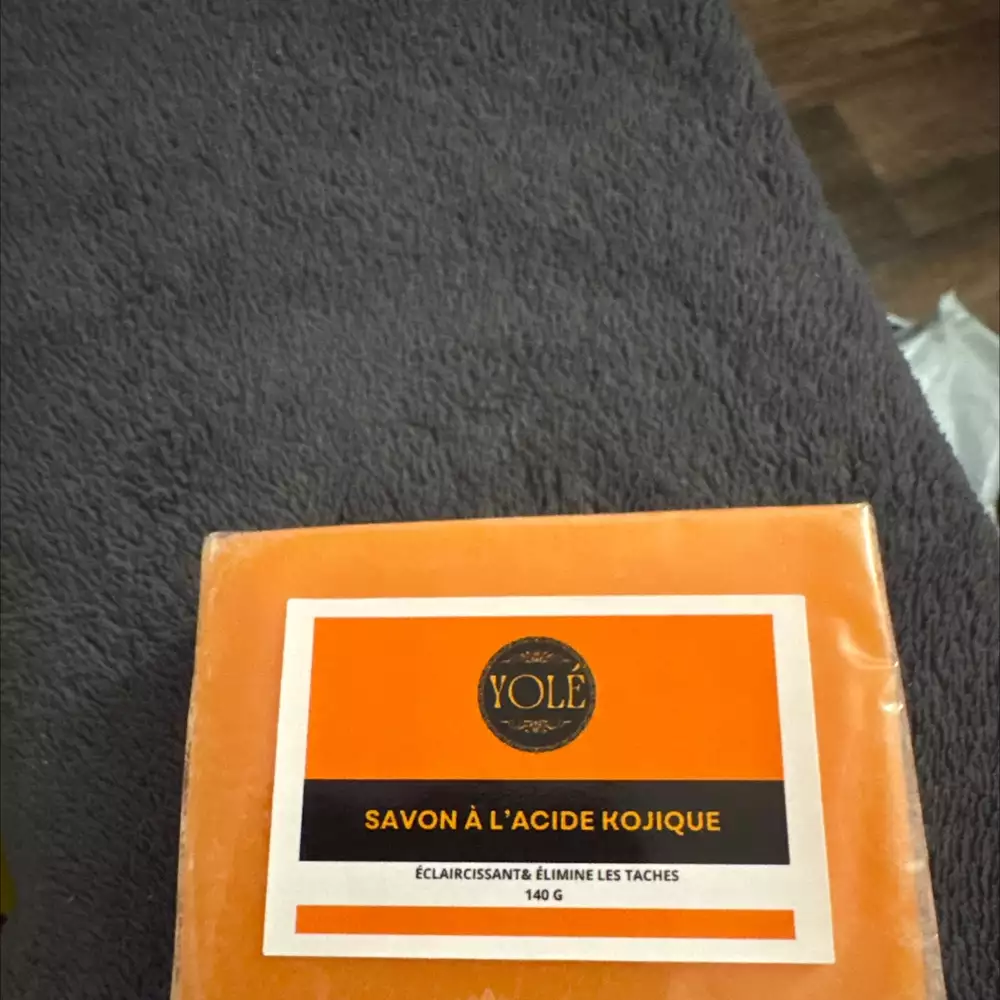 YOLÉ
SAVON À L'ACIDE KOJIQUE
ÉCLAIRCISSANT& ÉLIMINE LES TACHES
140 G